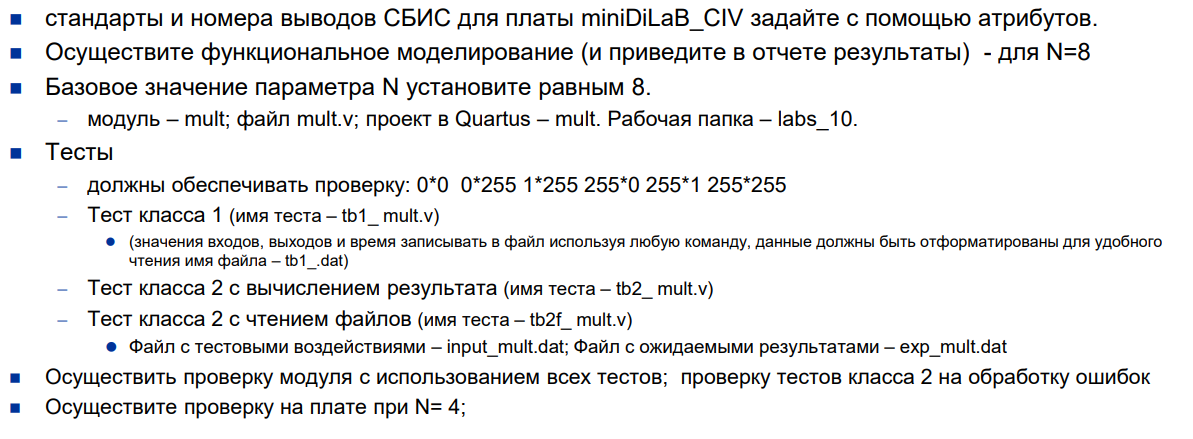 стандарты и номера выводов СБИС для платы miniDiLaB_CIV задайте с помощью атрибутов.
Осуществите функциональное моделирование (и приведите в отчете результаты)  - для N=8
Базовое значение параметра N установите равным 8.
– модуль – mult; файл mult.v; проект в Quartus – mult. Рабочая папка – labs_10.
Тесты
– должны обеспечивать проверку: 0*0  0*255 1*255 255*0 255*1 255*255
– Тест класса 1 (имя теста – tb1_ mult.v)
(значения входов, выходов и время записывать в файл используя любую команду, данные должны быть отформатированы для удобного
чтения имя файла – tb1_.dat)
– Тест класса 2 с вычислением результата (имя теста – tb2_ mult.v)
– Тест класса 2 с чтением файлов (имя теста – tb2f_ mult.v)
Файл с тестовыми воздействиями – input_mult.dat; Файл с ожидаемыми результатами – exp_mult.dat
Осуществить проверку модуля с использованием всех тестов;  проверку тестов класса 2 на обработку ошибок
Осуществите проверку на плате при N= 4;